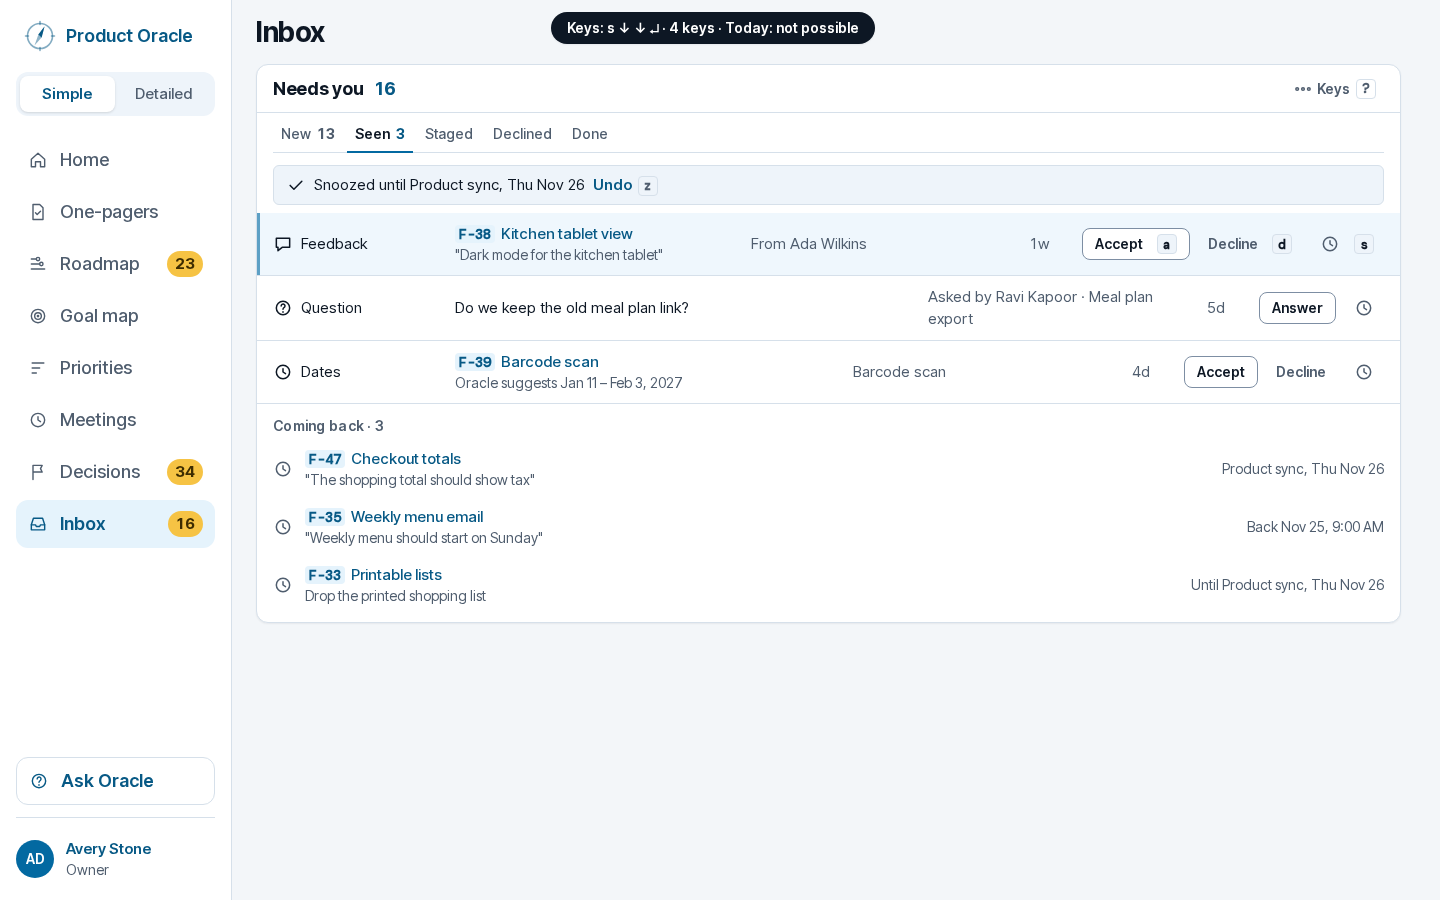 Product Oracle
Simple
Detailed
Home
One-pagers
Roadmap 23
Goal map
Priorities
Meetings
Decisions 34
Inbox 16
Ask Oracle
AD
Avery Stone
Owner
Inbox
Keys: s ↓ ↓ ↵ · 4 keys · Today: not possible
Needs you 16
••• Keys ?
New 13
Seen 3
Staged
Declined
Done
Snoozed until Product sync, Thu Nov 26 Undo z
Feedback
F-38 Kitchen tablet view
"Dark mode for the kitchen tablet"
From Ada Wilkins
1w
Accept a
Decline d
s
Question
Do we keep the old meal plan link?
Asked by Ravi Kapoor · Meal plan
export
5d
Answer
Dates
F-39 Barcode scan
Oracle suggests Jan 11 – Feb 3, 2027
Barcode scan
4d
Accept
Decline
Coming back · 3
F-47 Checkout totals
"The shopping total should show tax"
Product sync, Thu Nov 26
F-35 Weekly menu email
"Weekly menu should start on Sunday"
Back Nov 25, 9:00 AM
F-33 Printable lists
Drop the printed shopping list
Until Product sync, Thu Nov 26